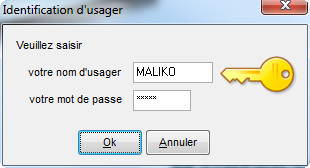 Identification d'usager
Veuillez saisir
votre nom d'usager MALIKO
votre mot de passe *****
Ok Annuler